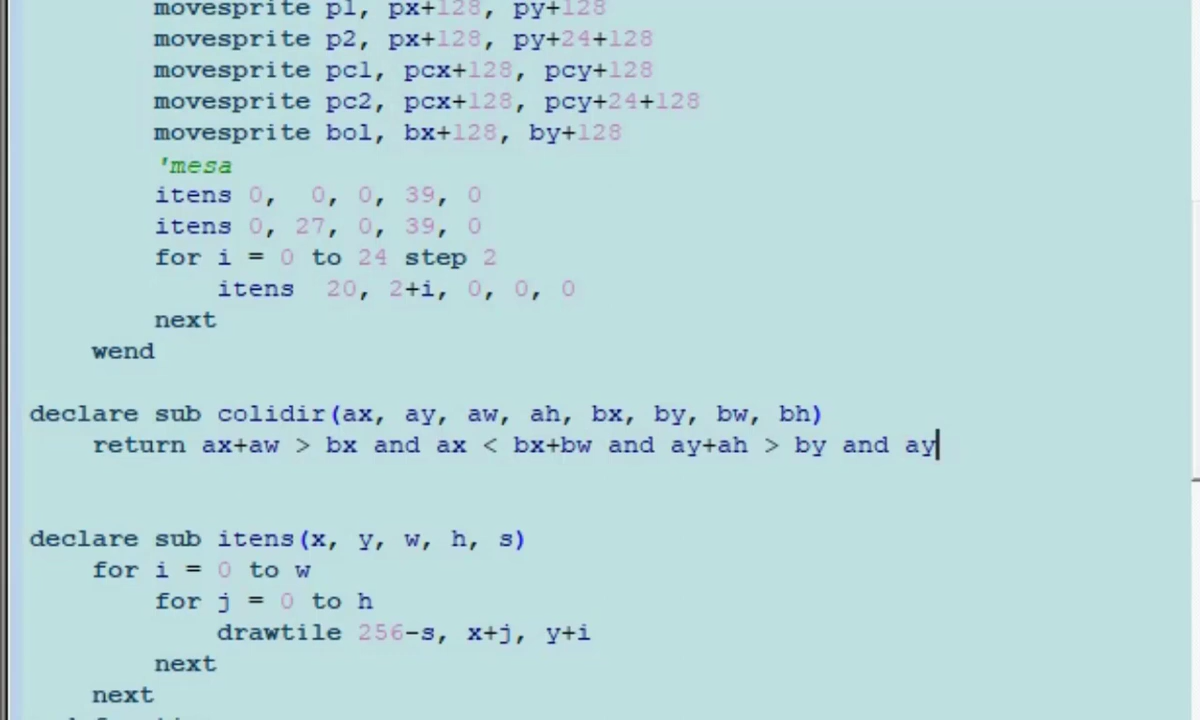 movesprite p1, px+128, py+128
movesprite p2, px+128, py+24+128
movesprite pc1, pcx+128, pcy+128
movesprite pc2, pcx+128, pcy+24+128
movesprite bol, bx+128, by+128
'mesa
itens 0,  0, 0, 39, 0
itens 0, 27, 0, 39, 0
for i = 0 to 24 step 2
itens  20, 2+i, 0, 0, 0
next
wend
declare sub colidir(ax, ay, aw, ah, bx, by, bw, bh)
return ax+aw > bx and ax < bx+bw and ay+ah > by and ay
declare sub itens(x, y, w, h, s)
for i = 0 to w
for j = 0 to h
drawtile 256-s, x+j, y+i
next
next